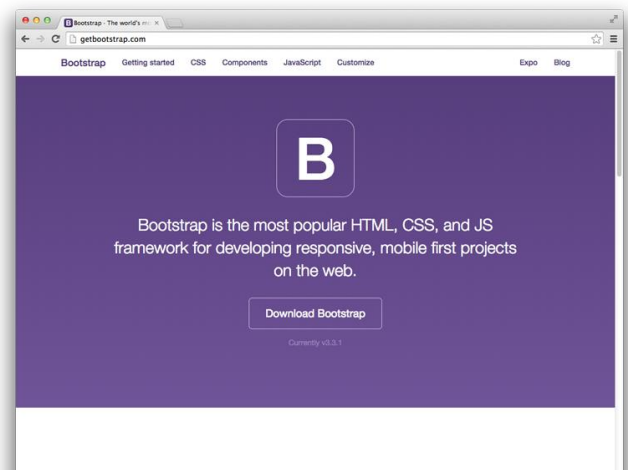 Bootstrap · The world's m
getbootstrap.com
Bootstrap Getting started CSS Components JavaScript Customize Expo Blog
B
Bootstrap is the most popular HTML, CSS, and JS
framework for developing responsive, mobile first projects
on the web.
Download Bootstrap
Currently v3.3.1